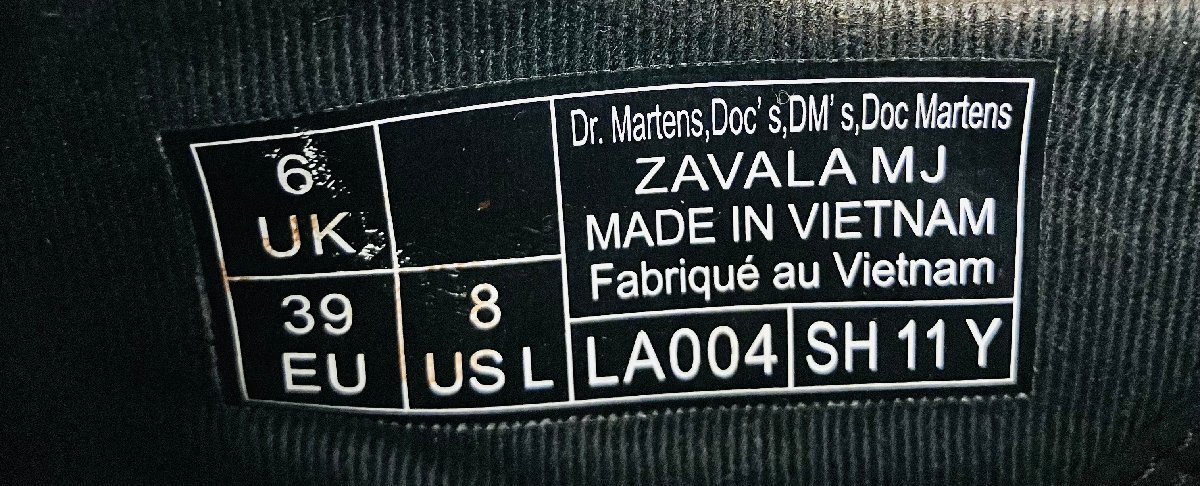 6
UK
39
EU
8
US L
Dr. Martens,Doc's,DM's,Doc Martens
ZAVALA MJ
MADE IN VIETNAM
Fabriqué au Vietnam
LA004
SH 11 Y